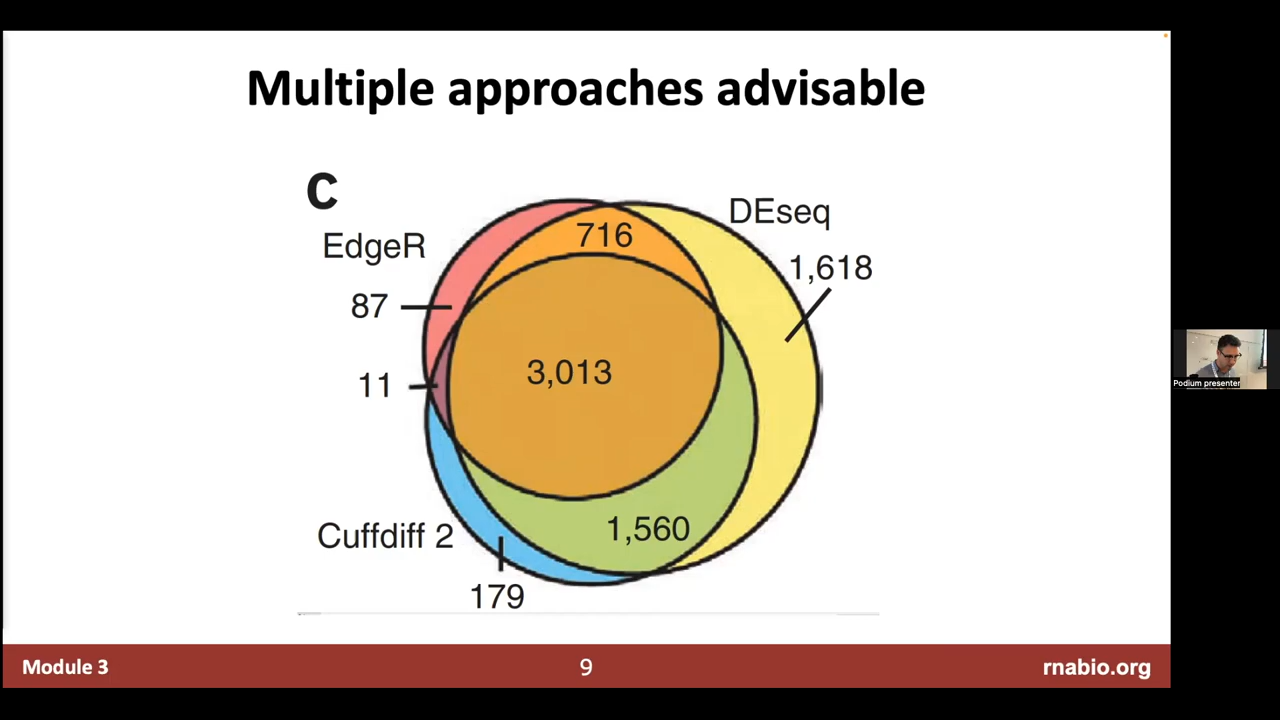 Multiple approaches advisable
C
EdgeR
DEseq
716
1,618
87
3,013
11
Cuffdiff 2
1,560
179
Module 3
9
rnabio.org
Podium presenter